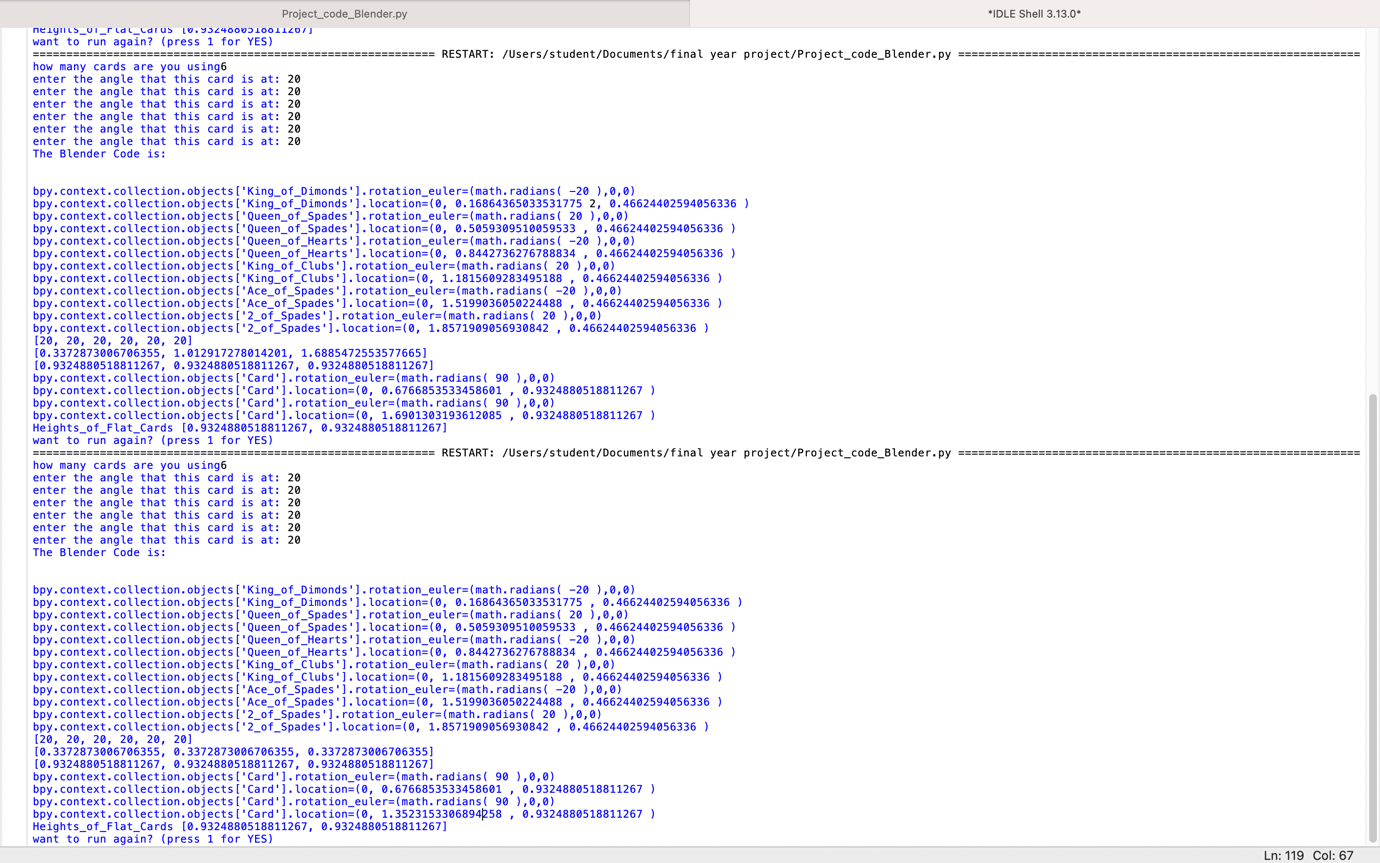 Project_code_Blender.py
*IDLE Shell 3.13.0*
Heights_of_Flat_Cards [0.9324880518811267]
want to run again? (press 1 for YES)
============================================================ RESTART: /Users/student/Documents/final year project/Project_code_Blender.py ============================================================
how many cards are you using6
enter the angle that this card is at: 20
enter the angle that this card is at: 20
enter the angle that this card is at: 20
enter the angle that this card is at: 20
enter the angle that this card is at: 20
enter the angle that this card is at: 20
The Blender Code is:
bpy.context.collection.objects['King_of_Dimonds'].rotation_euler=(math.radians( -20 ),0,0)
bpy.context.collection.objects['King_of_Dimonds'].location=(0, 0.16864365033531775 2, 0.46624402594056336 )
bpy.context.collection.objects['Queen_of_Spades'].rotation_euler=(math.radians( 20 ),0,0)
bpy.context.collection.objects['Queen_of_Spades'].location=(0, 0.5059309510059533 , 0.46624402594056336 )
bpy.context.collection.objects['Queen_of_Hearts'].rotation_euler=(math.radians( -20 ),0,0)
bpy.context.collection.objects['Queen_of_Hearts'].location=(0, 0.8442736276788834 , 0.46624402594056336 )
bpy.context.collection.objects['King_of_Clubs'].rotation_euler=(math.radians( 20 ),0,0)
bpy.context.collection.objects['King_of_Clubs'].location=(0, 1.1815609283495188 , 0.46624402594056336 )
bpy.context.collection.objects['Ace_of_Spades'].rotation_euler=(math.radians( -20 ),0,0)
bpy.context.collection.objects['Ace_of_Spades'].location=(0, 1.5199036050224488 , 0.46624402594056336 )
bpy.context.collection.objects['2_of_Spades'].rotation_euler=(math.radians( 20 ),0,0)
bpy.context.collection.objects['2_of_Spades'].location=(0, 1.8571909056930842 , 0.46624402594056336 )
[20, 20, 20, 20, 20, 20]
[0.3372873006706355, 1.012917278014201, 1.6885472553577665]
[0.9324880518811267, 0.9324880518811267, 0.9324880518811267]
bpy.context.collection.objects['Card'].rotation_euler=(math.radians( 90 ),0,0)
bpy.context.collection.objects['Card'].location=(0, 0.6766853533458601 , 0.9324880518811267 )
bpy.context.collection.objects['Card'].rotation_euler=(math.radians( 90 ),0,0)
bpy.context.collection.objects['Card'].location=(0, 1.6901303193612085 , 0.9324880518811267 )
Heights_of_Flat_Cards [0.9324880518811267, 0.9324880518811267]
want to run again? (press 1 for YES)
============================================================ RESTART: /Users/student/Documents/final year project/Project_code_Blender.py ============================================================
how many cards are you using6
enter the angle that this card is at: 20
enter the angle that this card is at: 20
enter the angle that this card is at: 20
enter the angle that this card is at: 20
enter the angle that this card is at: 20
enter the angle that this card is at: 20
The Blender Code is:
bpy.context.collection.objects['King_of_Dimonds'].rotation_euler=(math.radians( -20 ),0,0)
bpy.context.collection.objects['King_of_Dimonds'].location=(0, 0.16864365033531775 , 0.46624402594056336 )
bpy.context.collection.objects['Queen_of_Spades'].rotation_euler=(math.radians( 20 ),0,0)
bpy.context.collection.objects['Queen_of_Spades'].location=(0, 0.5059309510059533 , 0.46624402594056336 )
bpy.context.collection.objects['Queen_of_Hearts'].rotation_euler=(math.radians( -20 ),0,0)
bpy.context.collection.objects['Queen_of_Hearts'].location=(0, 0.8442736276788834 , 0.46624402594056336 )
bpy.context.collection.objects['King_of_Clubs'].rotation_euler=(math.radians( 20 ),0,0)
bpy.context.collection.objects['King_of_Clubs'].location=(0, 1.1815609283495188 , 0.46624402594056336 )
bpy.context.collection.objects['Ace_of_Spades'].rotation_euler=(math.radians( -20 ),0,0)
bpy.context.collection.objects['Ace_of_Spades'].location=(0, 1.5199036050224488 , 0.46624402594056336 )
bpy.context.collection.objects['2_of_Spades'].rotation_euler=(math.radians( 20 ),0,0)
bpy.context.collection.objects['2_of_Spades'].location=(0, 1.8571909056930842 , 0.46624402594056336 )
[20, 20, 20, 20, 20, 20]
[0.3372873006706355, 0.3372873006706355, 0.3372873006706355]
[0.9324880518811267, 0.9324880518811267, 0.9324880518811267]
bpy.context.collection.objects['Card'].rotation_euler=(math.radians( 90 ),0,0)
bpy.context.collection.objects['Card'].location=(0, 0.6766853533458601 , 0.9324880518811267 )
bpy.context.collection.objects['Card'].rotation_euler=(math.radians( 90 ),0,0)
bpy.context.collection.objects['Card'].location=(0, 1.3523153306894258 , 0.9324880518811267 )
Heights_of_Flat_Cards [0.9324880518811267, 0.9324880518811267]
want to run again? (press 1 for YES)
Ln: 119 Col: 67